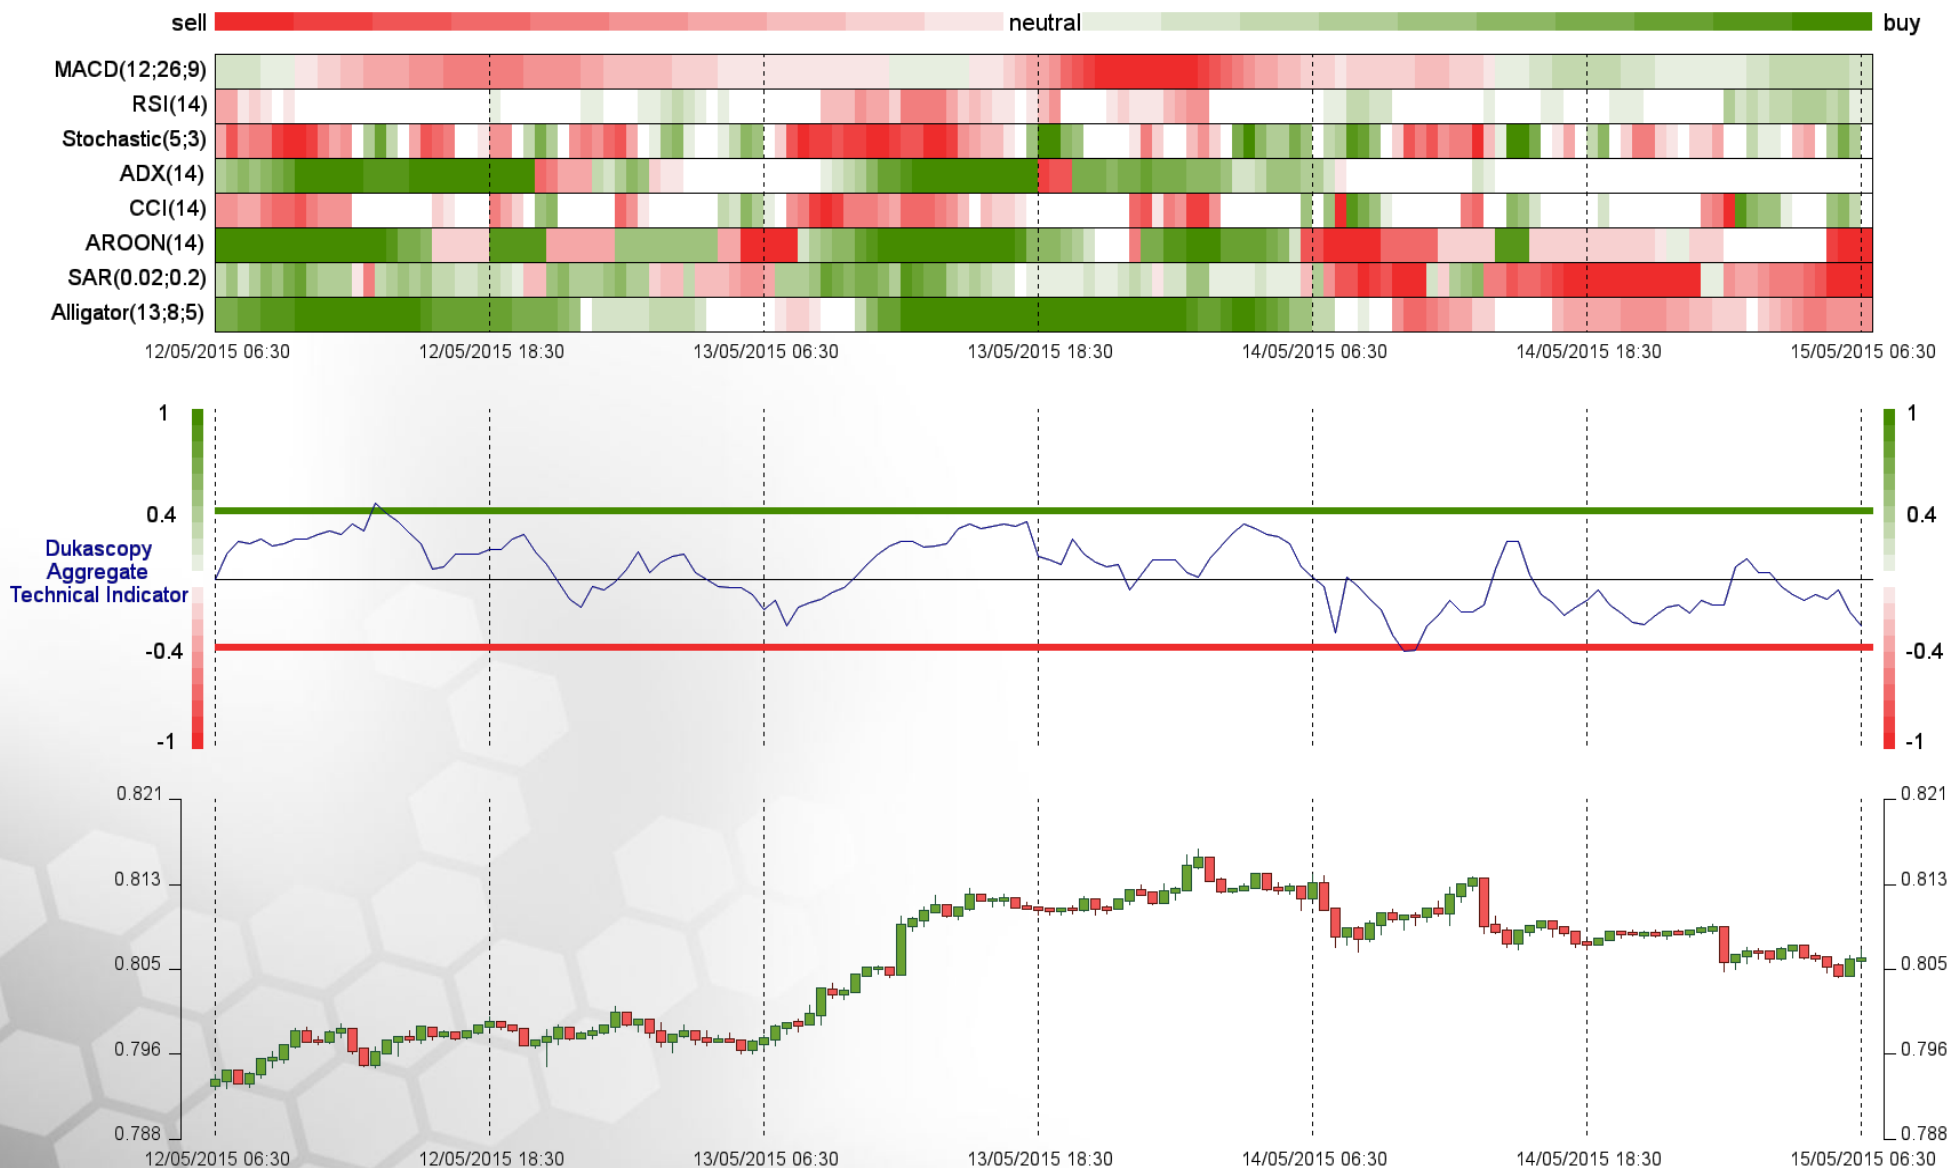 sell neutral buy
MACD(12;26;9)
RSI(14)
Stochastic(5;3)
ADX(14)
CCI(14)
AROON(14)
SAR(0.02;0.2)
Alligator(13;8;5)
12/05/2015 06:30 12/05/2015 18:30 13/05/2015 06:30 13/05/2015 18:30 14/05/2015 06:30 14/05/2015 18:30 15/05/2015 06:30
1 1
0.4 0.4
Dukascopy
Aggregate
Technical Indicator
-0.4 -0.4
-1 -1
0.821 0.821
0.813 0.813
0.805 0.805
0.796 0.796
0.788 0.788
12/05/2015 06:30 12/05/2015 18:30 13/05/2015 06:30 13/05/2015 18:30 14/05/2015 06:30 14/05/2015 18:30 15/05/2015 06:30